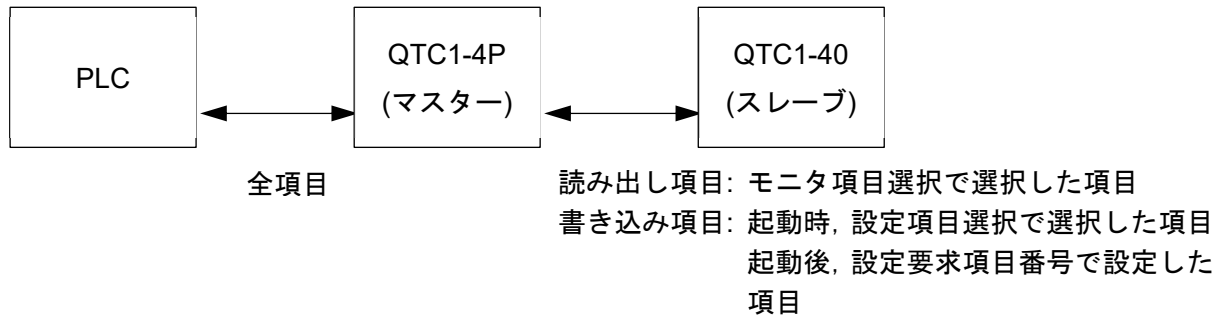 PLC
QTC1-4P
(マスター)
QTC1-40
(スレーブ)
全項目
読み出し項目: モニタ項目選択で選択した項目
書き込み項目: 起動時, 設定項目選択で選択した項目
起動後, 設定要求項目番号で設定した
項目